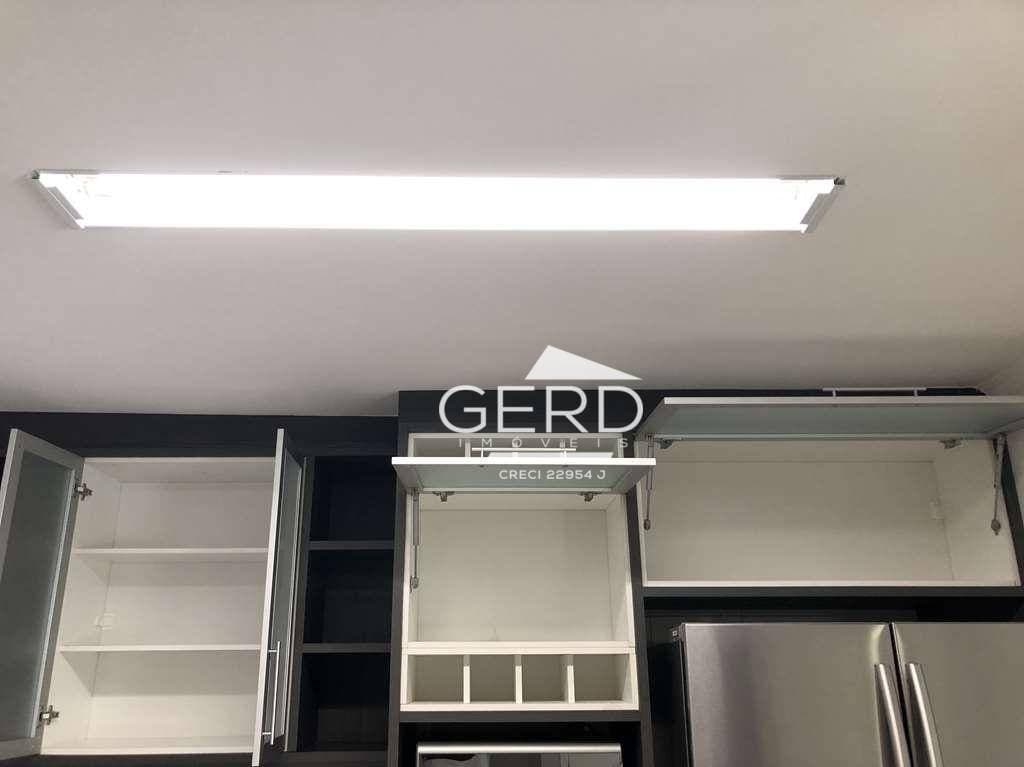 GERD
IMÓVEIS
CRECI 22954 J